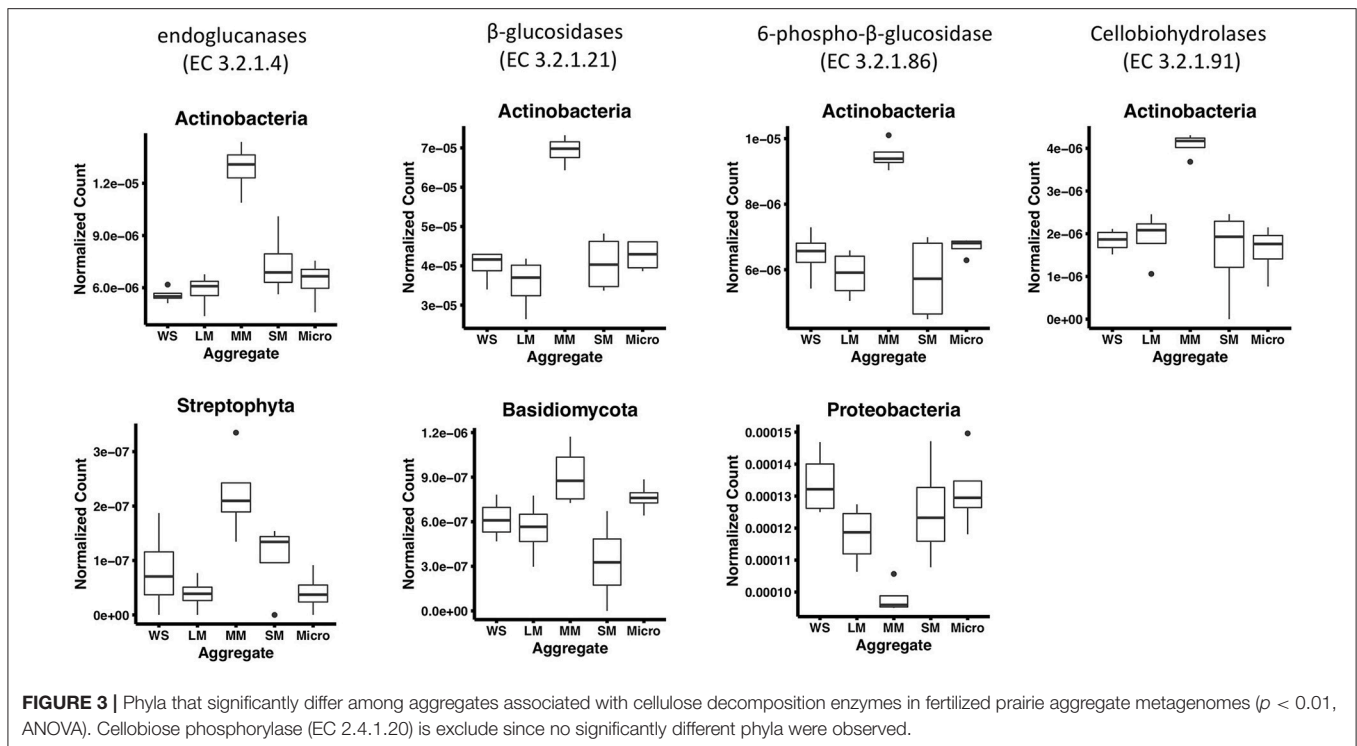 endoglucanases
(EC 3.2.1.4)
β-glucosidases
(EC 3.2.1.21)
6-phospho-β-glucosidase
(EC 3.2.1.86)
Cellobiohydrolases
(EC 3.2.1.91)
Actinobacteria
Normalized Count
1.2e−05
9.0e−06
6.0e−06
WS LM MM SM Micro
Aggregate
Actinobacteria
Normalized Count
7e−05
6e−05
5e−05
4e−05
3e−05
WS LM MM SM Micro
Aggregate
Actinobacteria
Normalized Count
1e−05
8e−06
6e−06
WS LM MM SM Micro
Aggregate
Actinobacteria
Normalized Count
4e−06
3e−06
2e−06
1e−06
0e+00
WS LM MM SM Micro
Aggregate
Streptophyta
Normalized Count
3e−07
2e−07
1e−07
0e+00
WS LM MM SM Micro
Aggregate
Basidiomycota
Normalized Count
1.2e−06
9.0e−07
6.0e−07
3.0e−07
0.0e+00
WS LM MM SM Micro
Aggregate
Proteobacteria
Normalized Count
0.00015
0.00014
0.00013
0.00012
0.00011
0.00010
WS LM MM SM Micro
Aggregate
FIGURE 3 | Phyla that significantly differ among aggregates associated with cellulose decomposition enzymes in fertilized prairie aggregate metagenomes (p < 0.01,
ANOVA). Cellobiose phosphorylase (EC 2.4.1.20) is exclude since no significantly different phyla were observed.